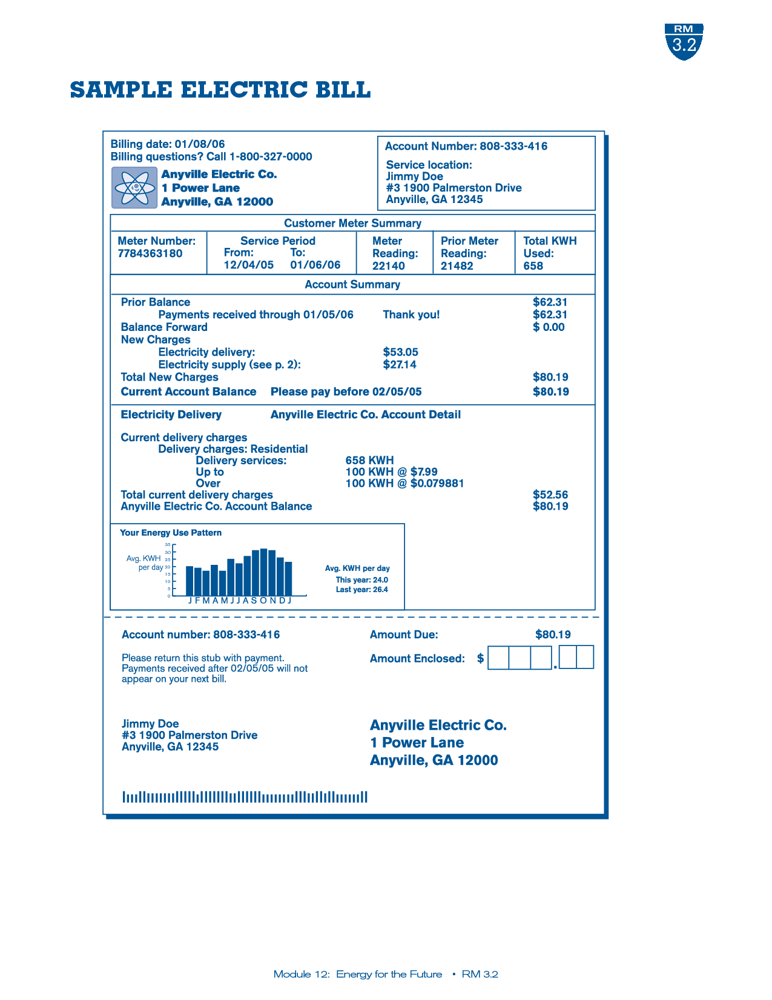 RM
3.2
SAMPLE ELECTRIC BILL
Billing date: 01/08/06
Billing questions? Call 1-800-327-0000
Anyville Electric Co.
1 Power Lane
Anyville, GA 12000
Account Number: 808-333-416
Service location:
Jimmy Doe
#3 1900 Palmerston Drive
Anyville, GA 12345
Customer Meter Summary
Meter Number:
7784363180
Service Period
From: To:
12/04/05 01/06/06
Meter
Reading:
22140
Prior Meter
Reading:
21482
Total KWH
Used:
658
Account Summary
Prior Balance $62.31
Payments received through 01/05/06 Thank you! $62.31
Balance Forward $ 0.00
New Charges
Electricity delivery: $53.05
Electricity supply (see p. 2): $27.14
Total New Charges $80.19
Current Account Balance Please pay before 02/05/05 $80.19
Electricity Delivery Anyville Electric Co. Account Detail
Current delivery charges
Delivery charges: Residential
Delivery services: 658 KWH
Up to 100 KWH @ $7.99
Over 100 KWH @ $0.079881
Total current delivery charges $52.56
Anyville Electric Co. Account Balance $80.19
Your Energy Use Pattern
Avg. KWH
per day
35
30
25
20
15
10
5
0
J F M A M J J A S O N D J
Avg. KWH per day
This year: 24.0
Last year: 26.4
Account number: 808-333-416
Please return this stub with payment.
Payments received after 02/05/05 will not
appear on your next bill.
Amount Due: $80.19
Amount Enclosed: $ .
Jimmy Doe
#3 1900 Palmerston Drive
Anyville, GA 12345
Anyville Electric Co.
1 Power Lane
Anyville, GA 12000
Module 12: Energy for the Future • RM 3.2